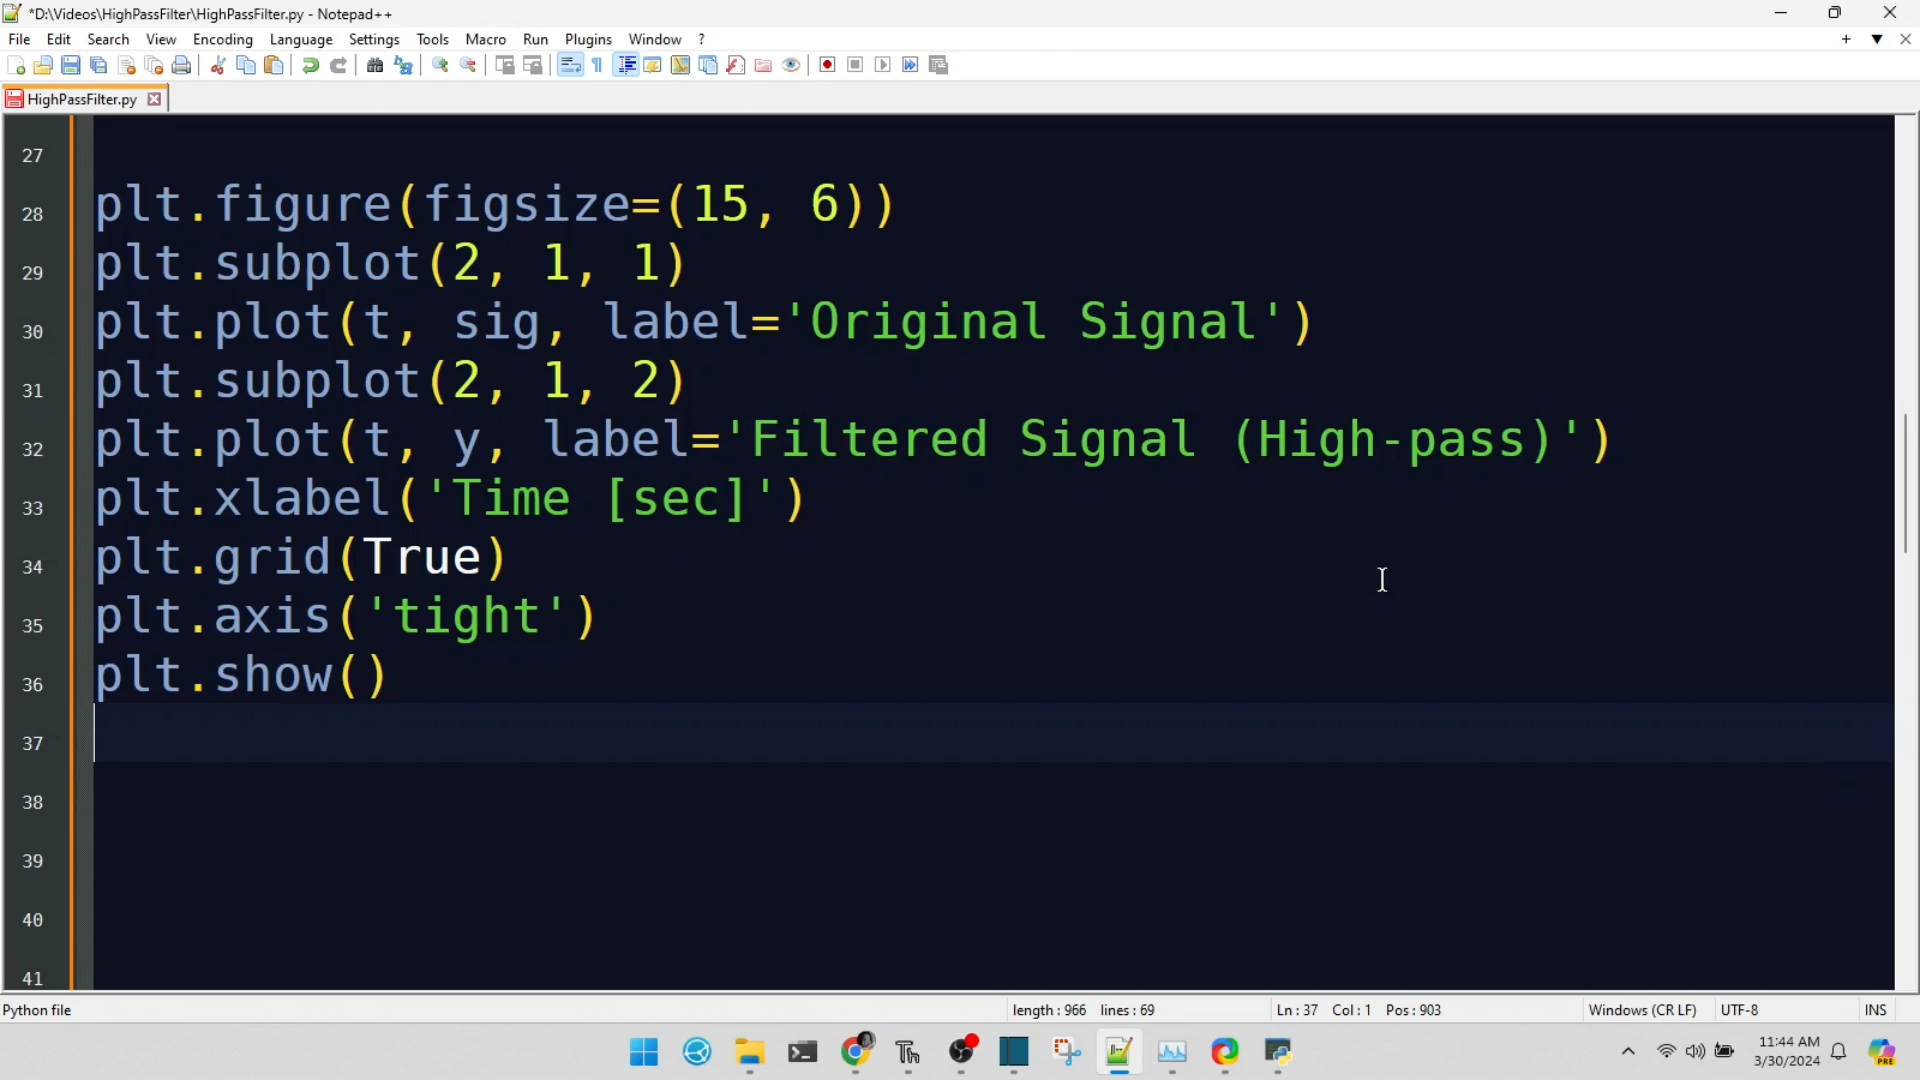 *D:\Videos\HighPassFilter\HighPassFilter.py - Notepad++
File Edit Search View Encoding Language Settings Tools Macro Run Plugins Window ?
HighPassFilter.py
27
28 plt.figure(figsize=(15, 6))
29 plt.subplot(2, 1, 1)
30 plt.plot(t, sig, label='Original Signal')
31 plt.subplot(2, 1, 2)
32 plt.plot(t, y, label='Filtered Signal (High-pass)')
33 plt.xlabel('Time [sec]')
34 plt.grid(True)
35 plt.axis('tight')
36 plt.show()
37
38
39
40
41
Python file length : 966 lines : 69 Ln : 37 Col : 1 Pos : 903 Windows (CR LF) UTF-8 INS
11:44 AM
3/30/2024
PRE